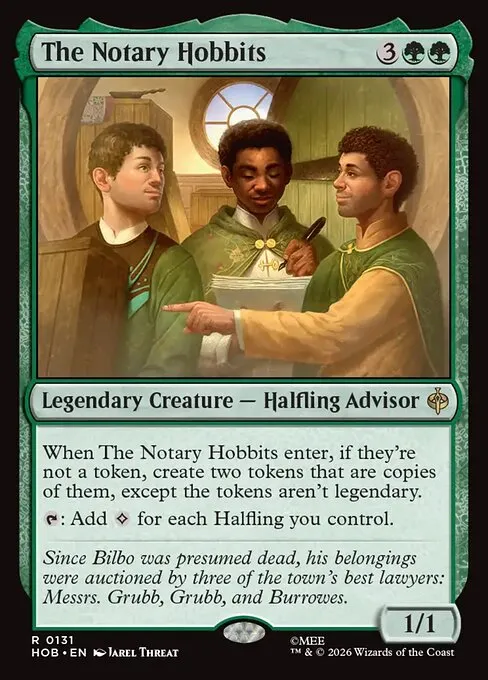 The Notary Hobbits 3
Legendary Creature — Halfling Advisor
When The Notary Hobbits enter, if they're
not a token, create two tokens that are copies
of them, except the tokens aren't legendary.
: Add for each Halfling you control.
Since Bilbo was presumed dead, his belongings
were auctioned by three of the town's best lawyers:
Messrs. Grubb, Grubb, and Burrowes.
1/1
R 0131
HOB • EN Jarel Threat
©MEE
™ & © 2026 Wizards of the Coast